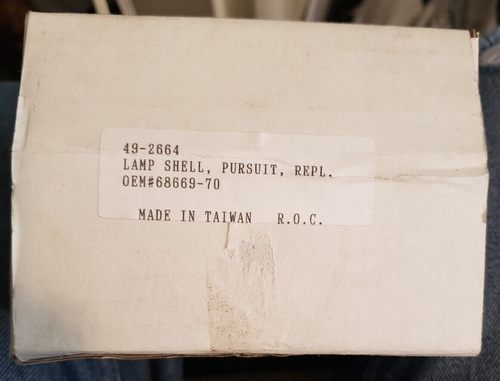 49-2664
LAMP SHELL, PURSUIT, REPL.
OEM#68669-70
MADE IN TAIWAN R.O.C.